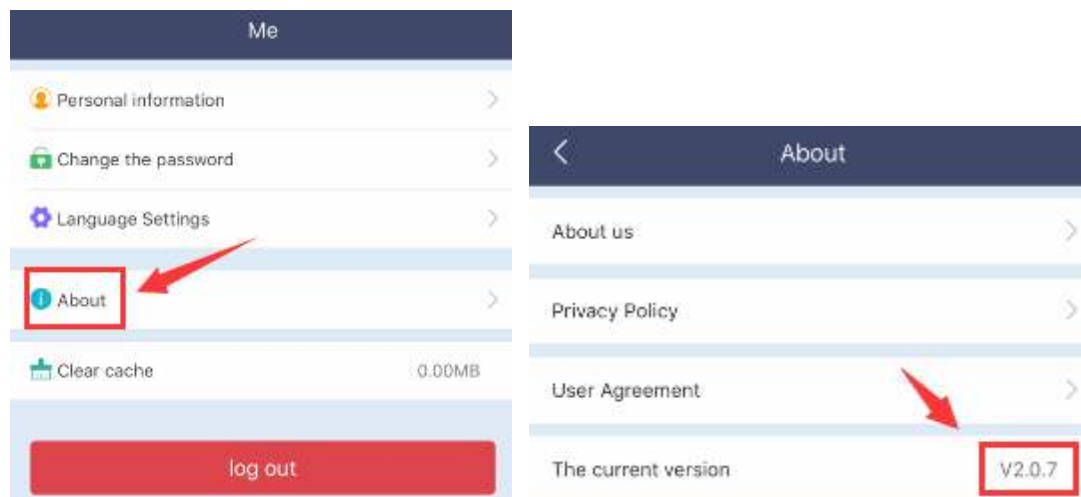 Me
Personal information
Change the password
Language Settings
About
Clear cache 0.00MB
log out
About
About us
Privacy Policy
User Agreement
The current version V2.0.7